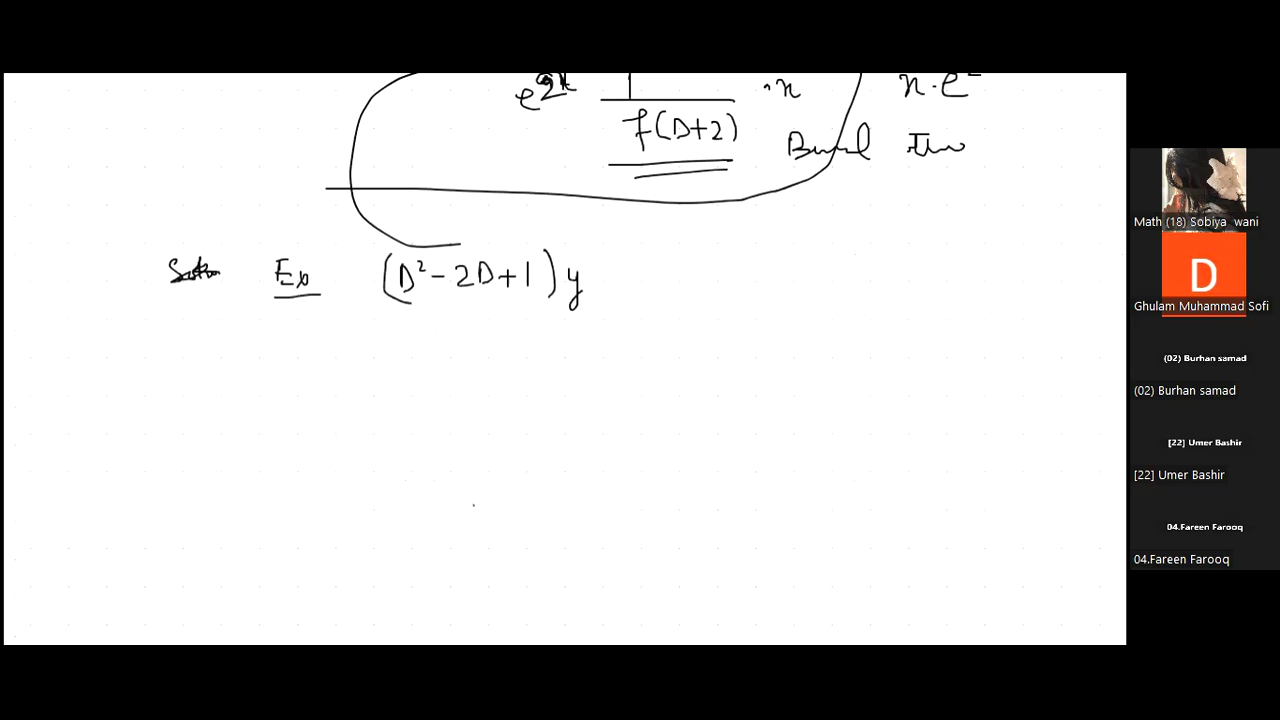 e^{2x} 1 / f(D+2) · x x · e^2
Ex (D² - 2D + 1) y
Math (18) Sobiya wani
D
Ghulam Muhammad Sofi
(02) Burhan samad
(02) Burhan samad
[22] Umer Bashir
[22] Umer Bashir
04.Fareen Farooq
04.Fareen Farooq